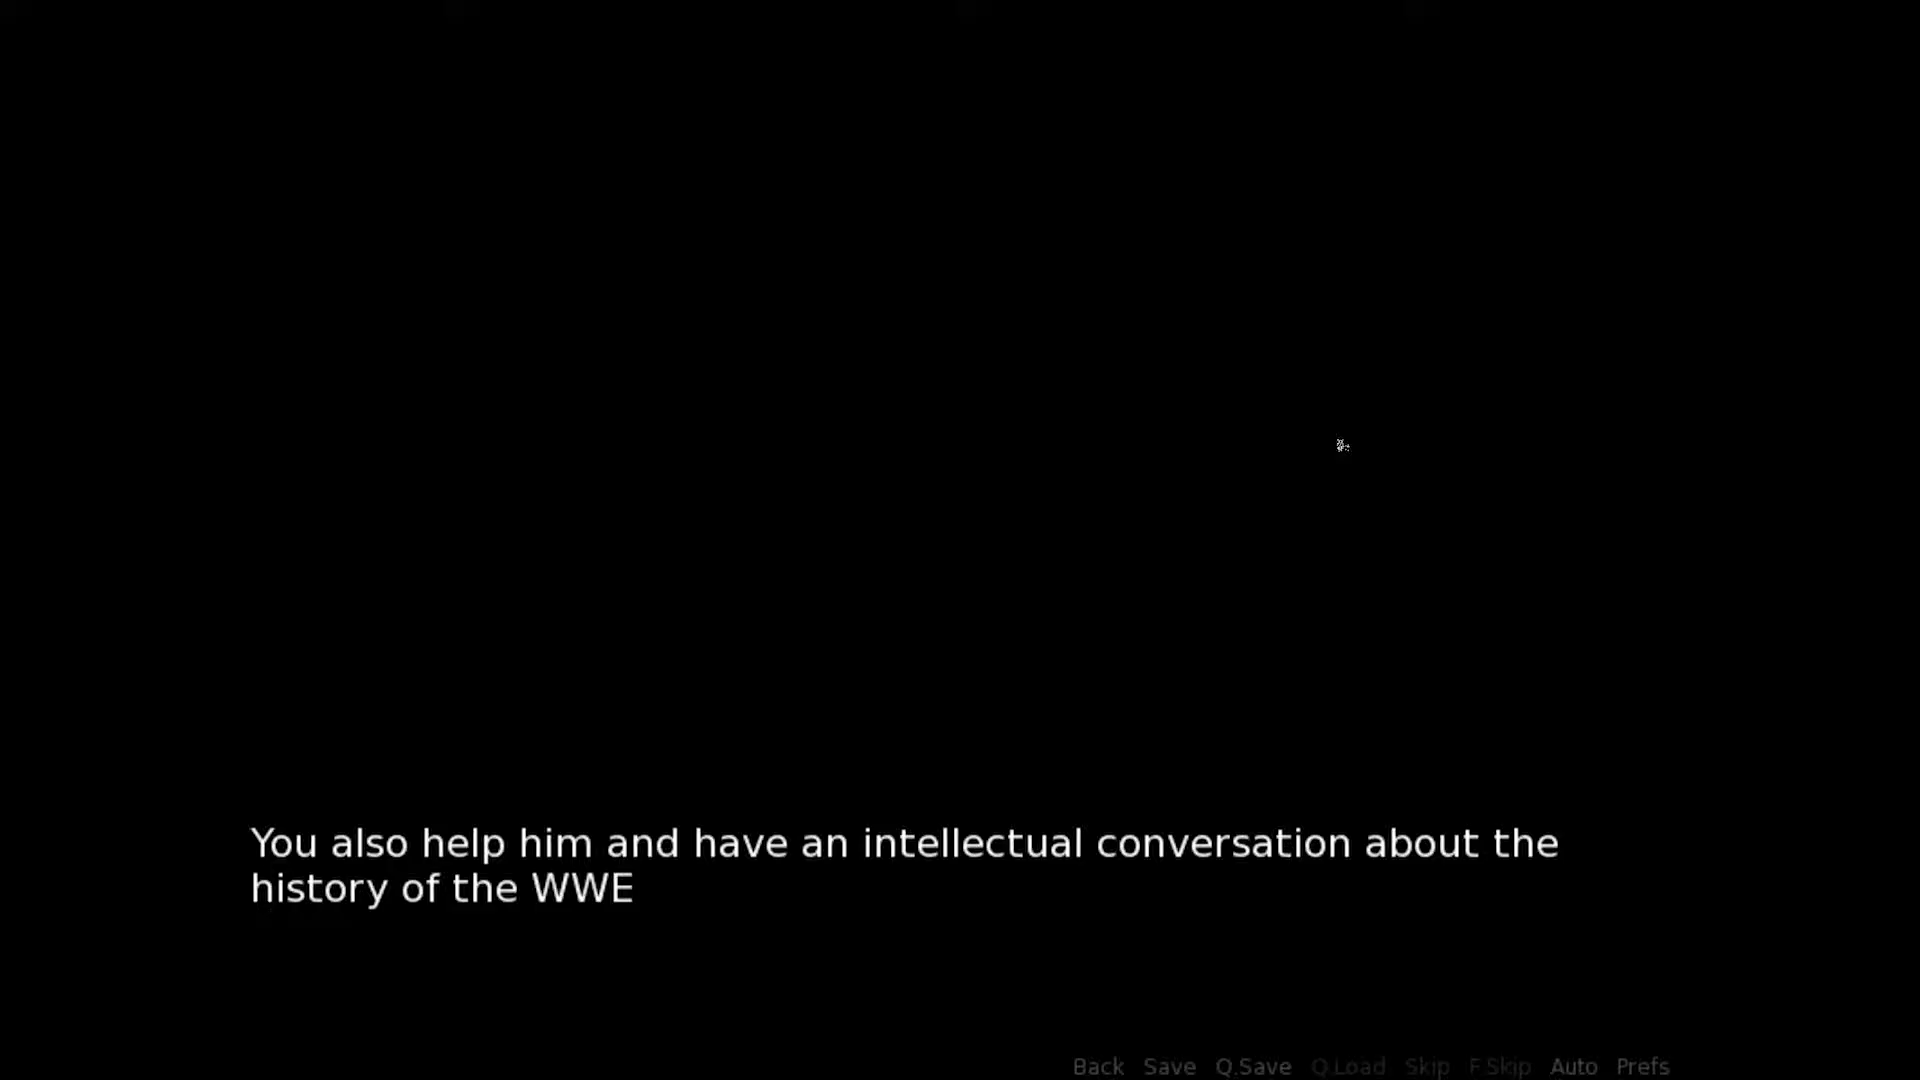 You also help him and have an intellectual conversation about the
history of the WWE
Back Save Q.Save Q.Load Skip F.Skip Auto Prefs